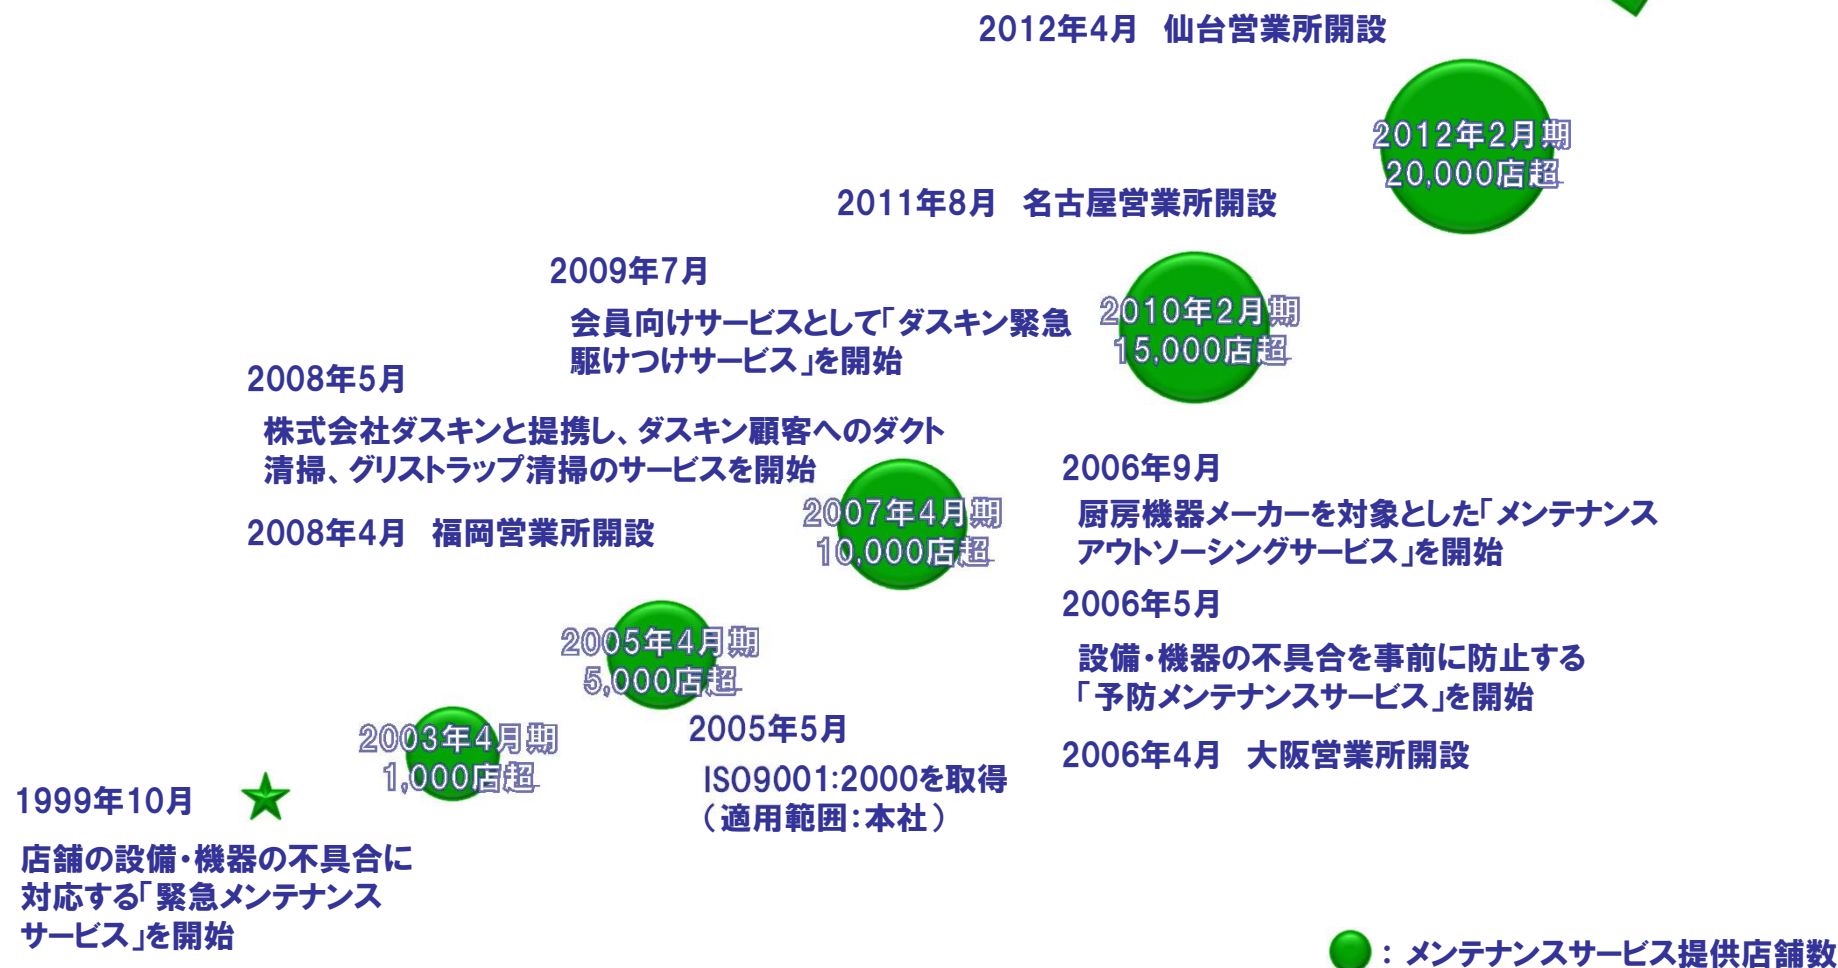 2012年4月 仙台営業所開設
2012年2月期
20,000店超
2011年8月 名古屋営業所開設
2009年7月
会員向けサービスとして「ダスキン緊急
駆けつけサービス」を開始
2010年2月期
15,000店超
2008年5月
株式会社ダスキンと提携し、ダスキン顧客へのダクト
清掃、グリストラップ清掃のサービスを開始
2008年4月 福岡営業所開設
2007年4月期
10,000店超
2006年9月
厨房機器メーカーを対象とした「メンテナンス
アウトソーシングサービス」を開始
2006年5月
設備・機器の不具合を事前に防止する
「予防メンテナンスサービス」を開始
2006年4月 大阪営業所開設
2005年4月期
5,000店超
2005年5月
ISO9001:2000を取得
（適用範囲：本社）
2003年4月期
1,000店超
1999年10月
店舗の設備・機器の不具合に
対応する「緊急メンテナンス
サービス」を開始
：メンテナンスサービス提供店舗数